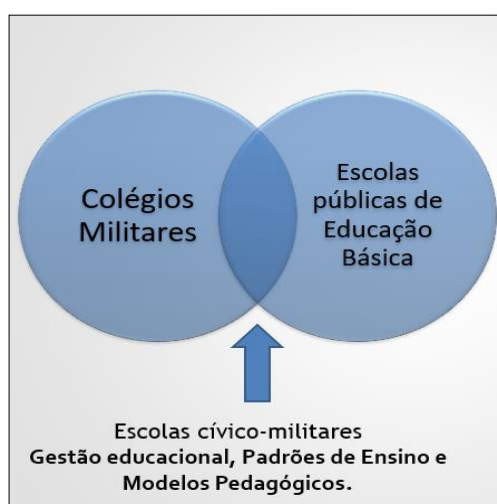 Colégios
Militares
Escolas
públicas de
Educação
Básica
Escolas cívico-militares
Gestão educacional, Padrões de Ensino e
Modelos Pedagógicos.